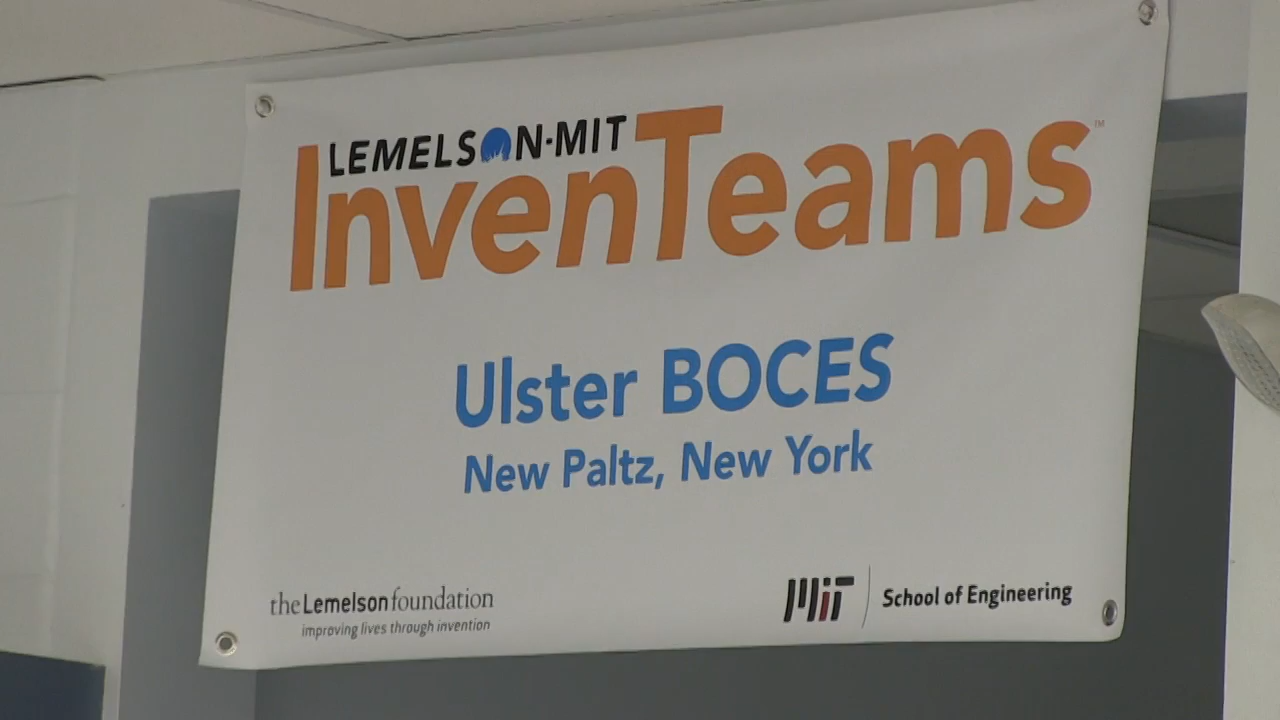 LEMELSON-MIT
InvenTeams™
Ulster BOCES
New Paltz, New York
the Lemelson foundation
improving lives through invention
MIT School of Engineering